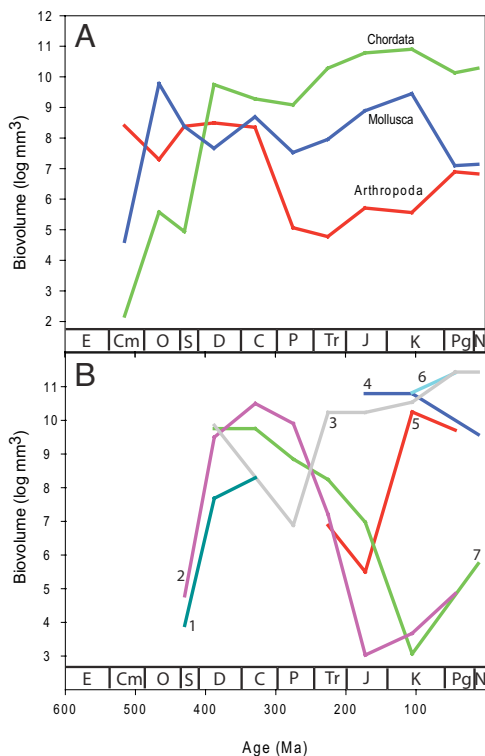 A
12
11
10
9
8
7
6
5
4
3
2
Biovolume (log mm³)
Chordata
Mollusca
Arthropoda
E Cm O S D C P Tr J K Pg N
B
11
10
9
8
7
6
5
4
3
Biovolume (log mm³)
6
4
3
5
7
2
1
E Cm O S D C P Tr J K Pg N
600 500 400 300 200 100
Age (Ma)